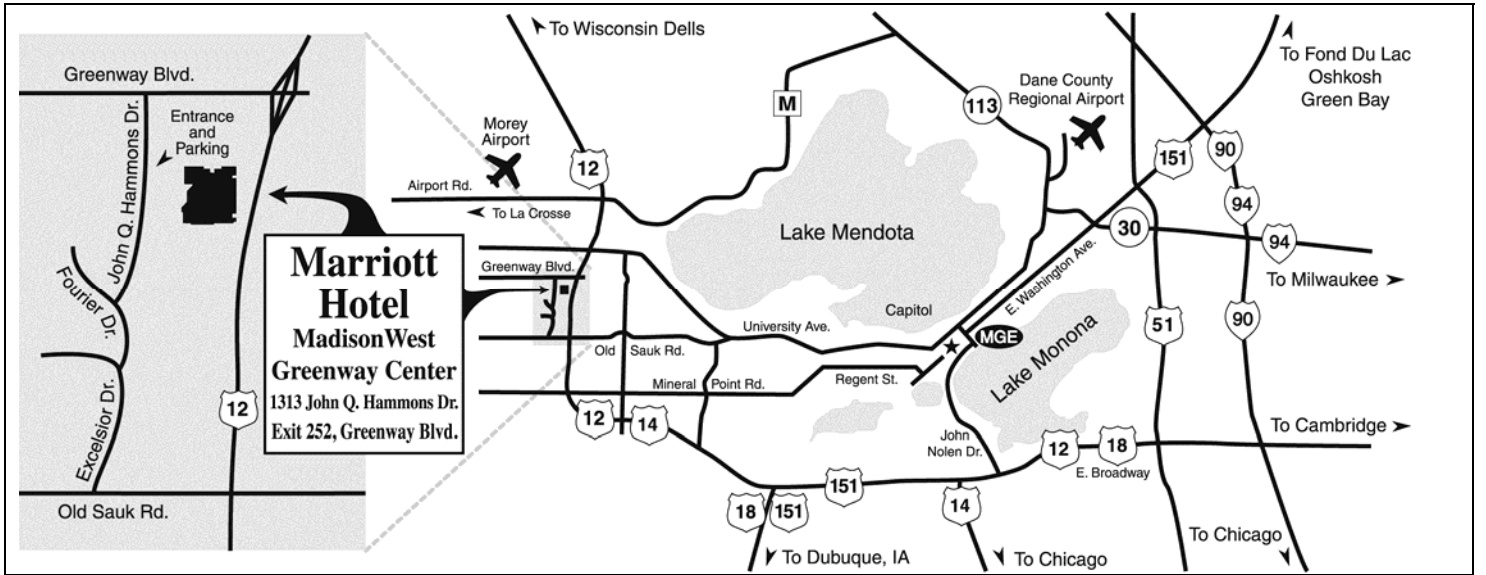 Greenway Blvd.
John Q. Hammons Dr.
Entrance
and
Parking
Fourier Dr.
Excelsior Dr.
12
Old Sauk Rd.
Marriott
Hotel
MadisonWest
Greenway Center
1313 John Q. Hammons Dr.
Exit 252, Greenway Blvd.
To Wisconsin Dells
Morey
Airport
12
Airport Rd.
To La Crosse
Greenway Blvd.
M
113
Dane County
Regional Airport
To Fond Du Lac
Oshkosh
Green Bay
151
90
94
30
94
To Milwaukee
Lake Mendota
Capitol
E. Washington Ave.
University Ave.
MGE
Lake Monona
51
90
Old Sauk Rd.
Mineral Point Rd.
Regent St.
12
14
John
Nolen Dr.
12
18
E. Broadway
To Cambridge
151
18
151
14
To Dubuque, IA
To Chicago
To Chicago